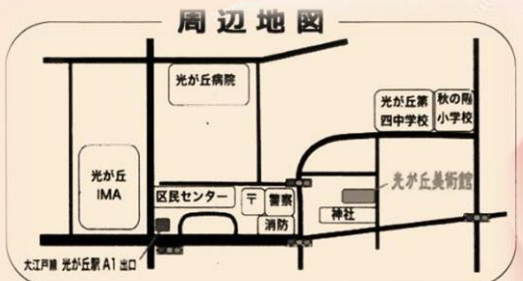 周辺地図
光が丘病院
光が丘第
四中学校
秋の陽
小学校
光が丘
IMA
光が丘美術館
区民センター
〒
警察
消防
神社
大江戸線 光が丘駅 A1 出口